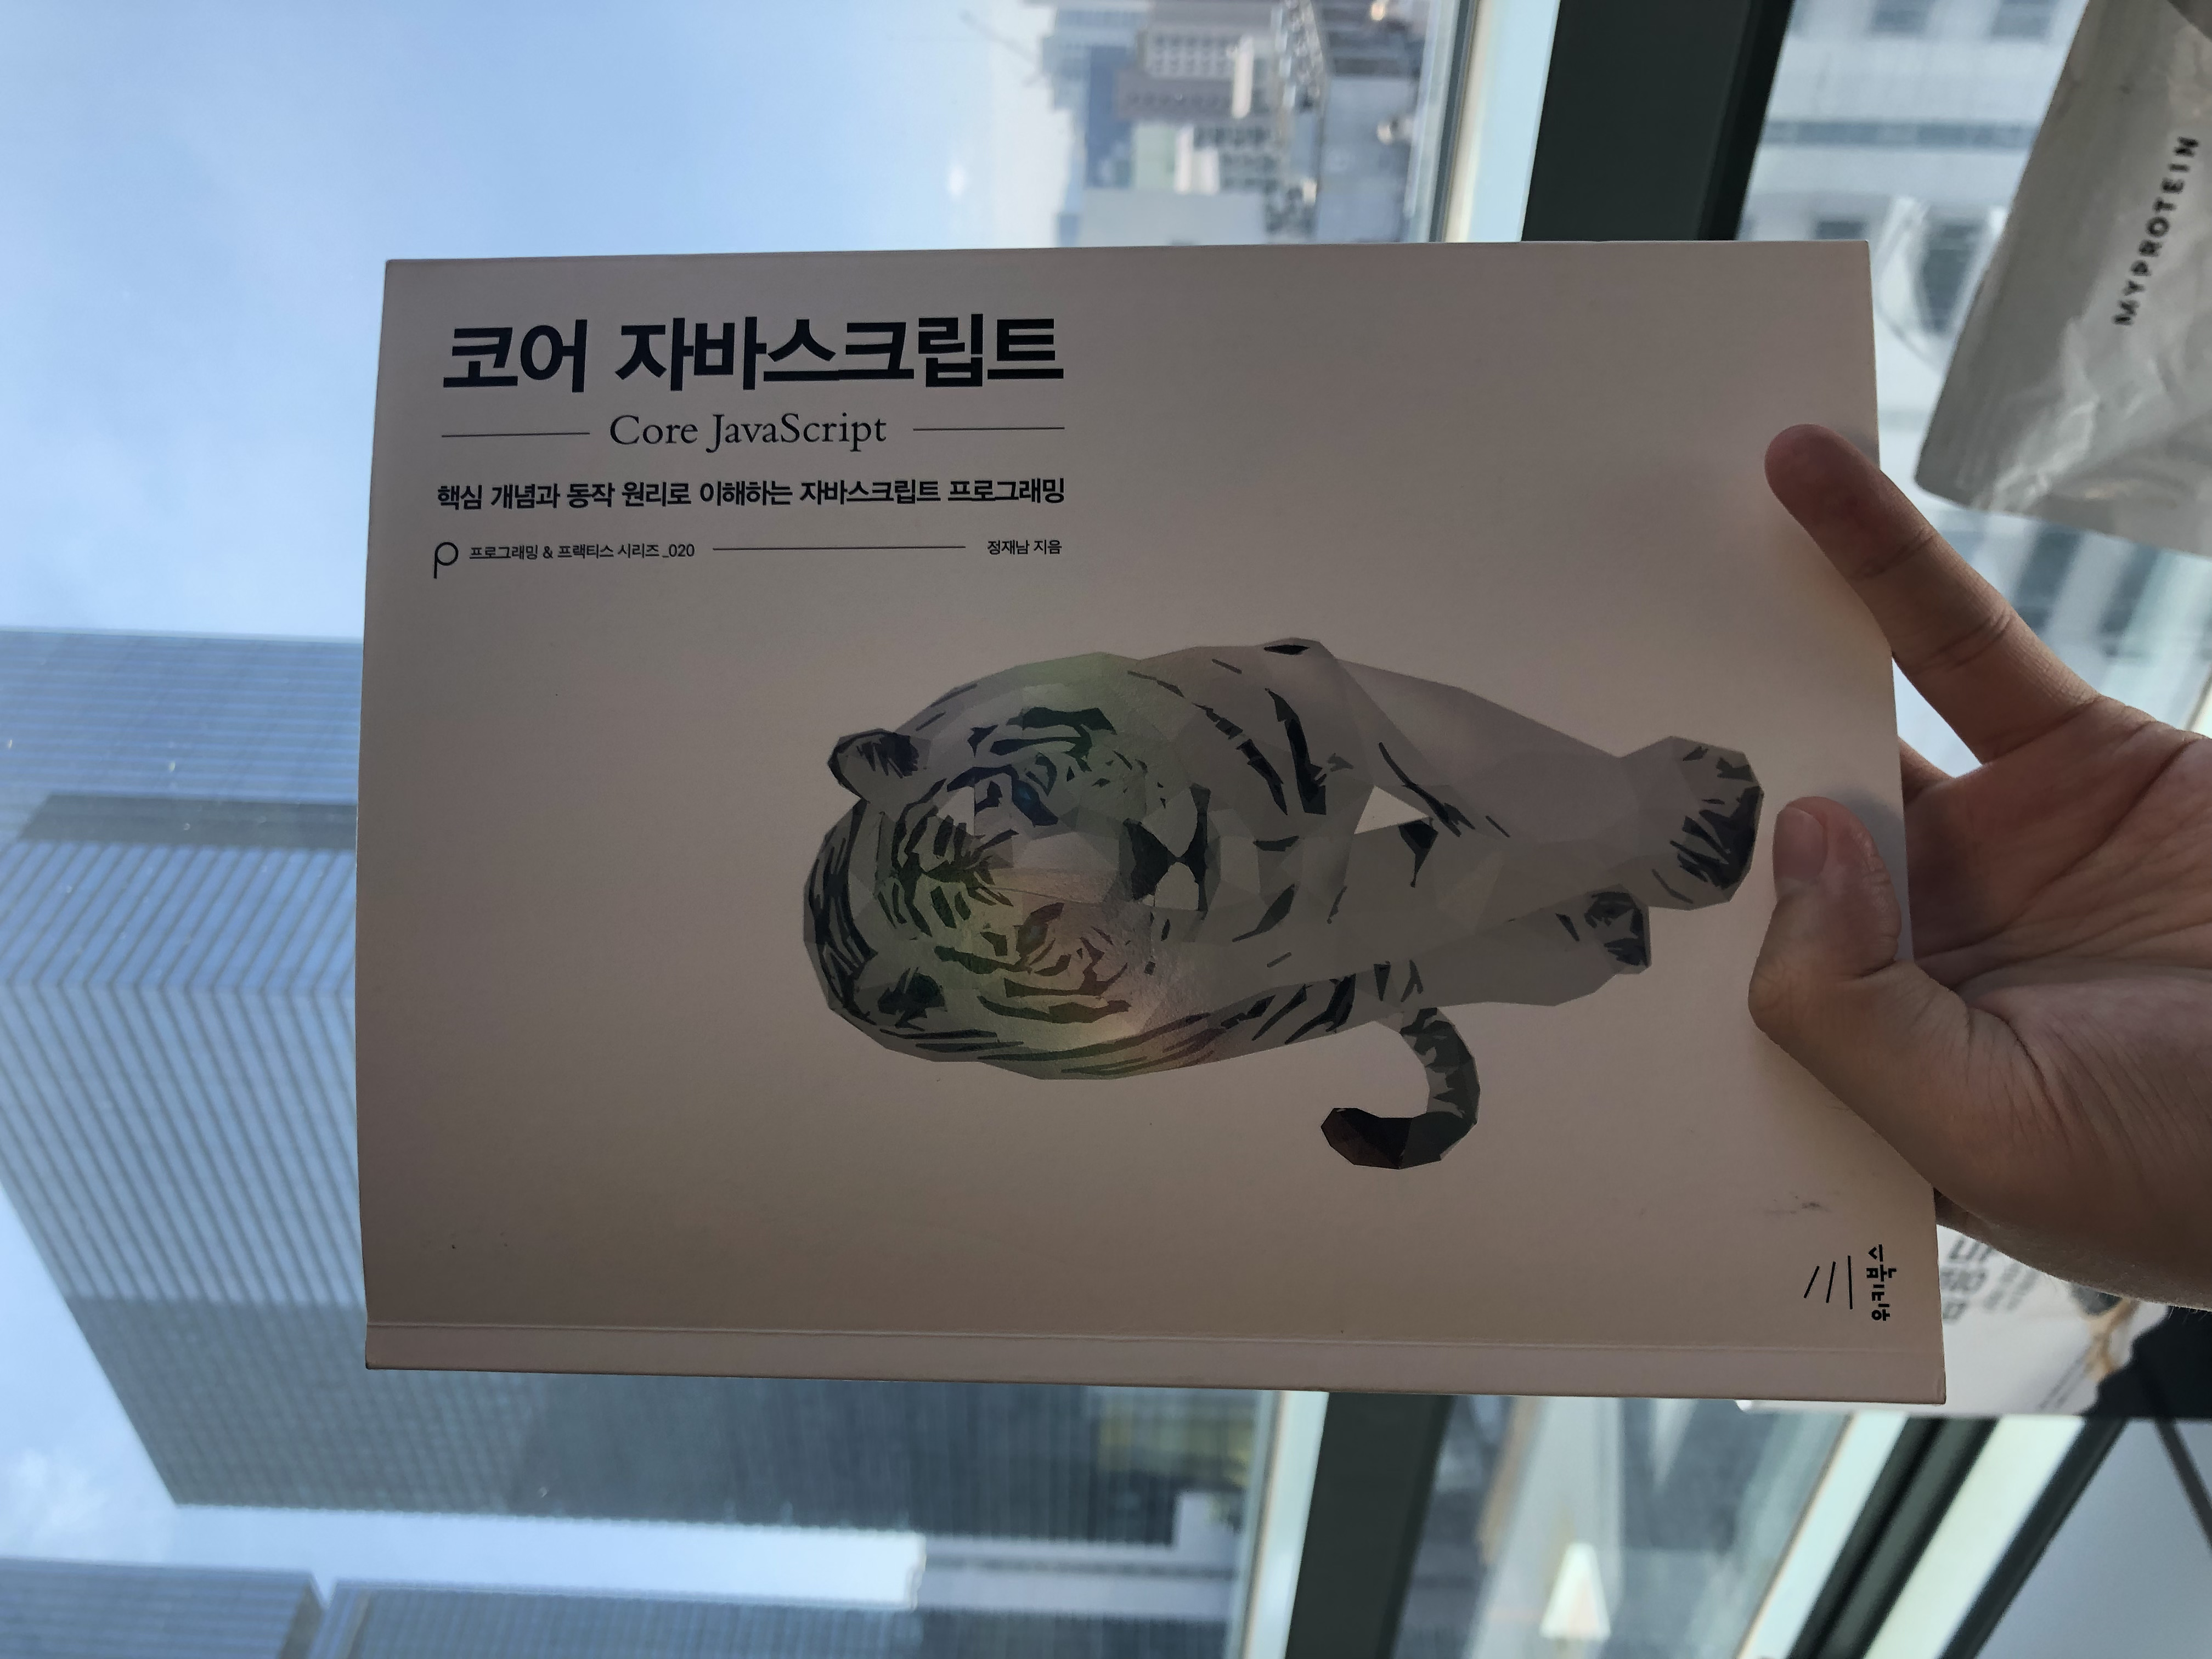 코어 자바스크립트
Core JavaScript
핵심 개념과 동작 원리로 이해하는 자바스크립트 프로그래밍
프로그래밍 & 프랙티스 시리즈_020
정재남 지음
위키북스
MYPROTEIN